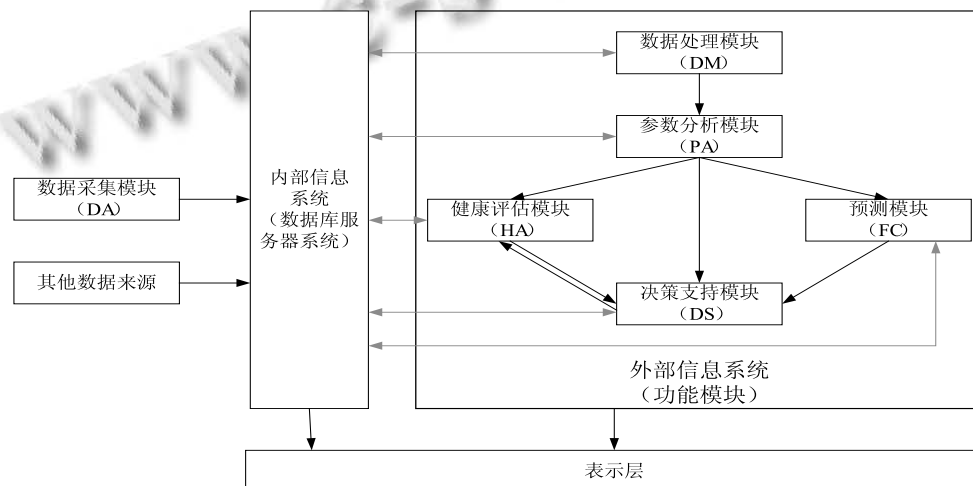 数据处理模块
（DM）
参数分析模块
（PA）
数据采集模块
（DA）
内部信息
系统
（数据库服
务器系统）
健康评估模块
（HA）
预测模块
（FC）
其他数据来源
决策支持模块
（DS）
外部信息系统
（功能模块）
表示层
www